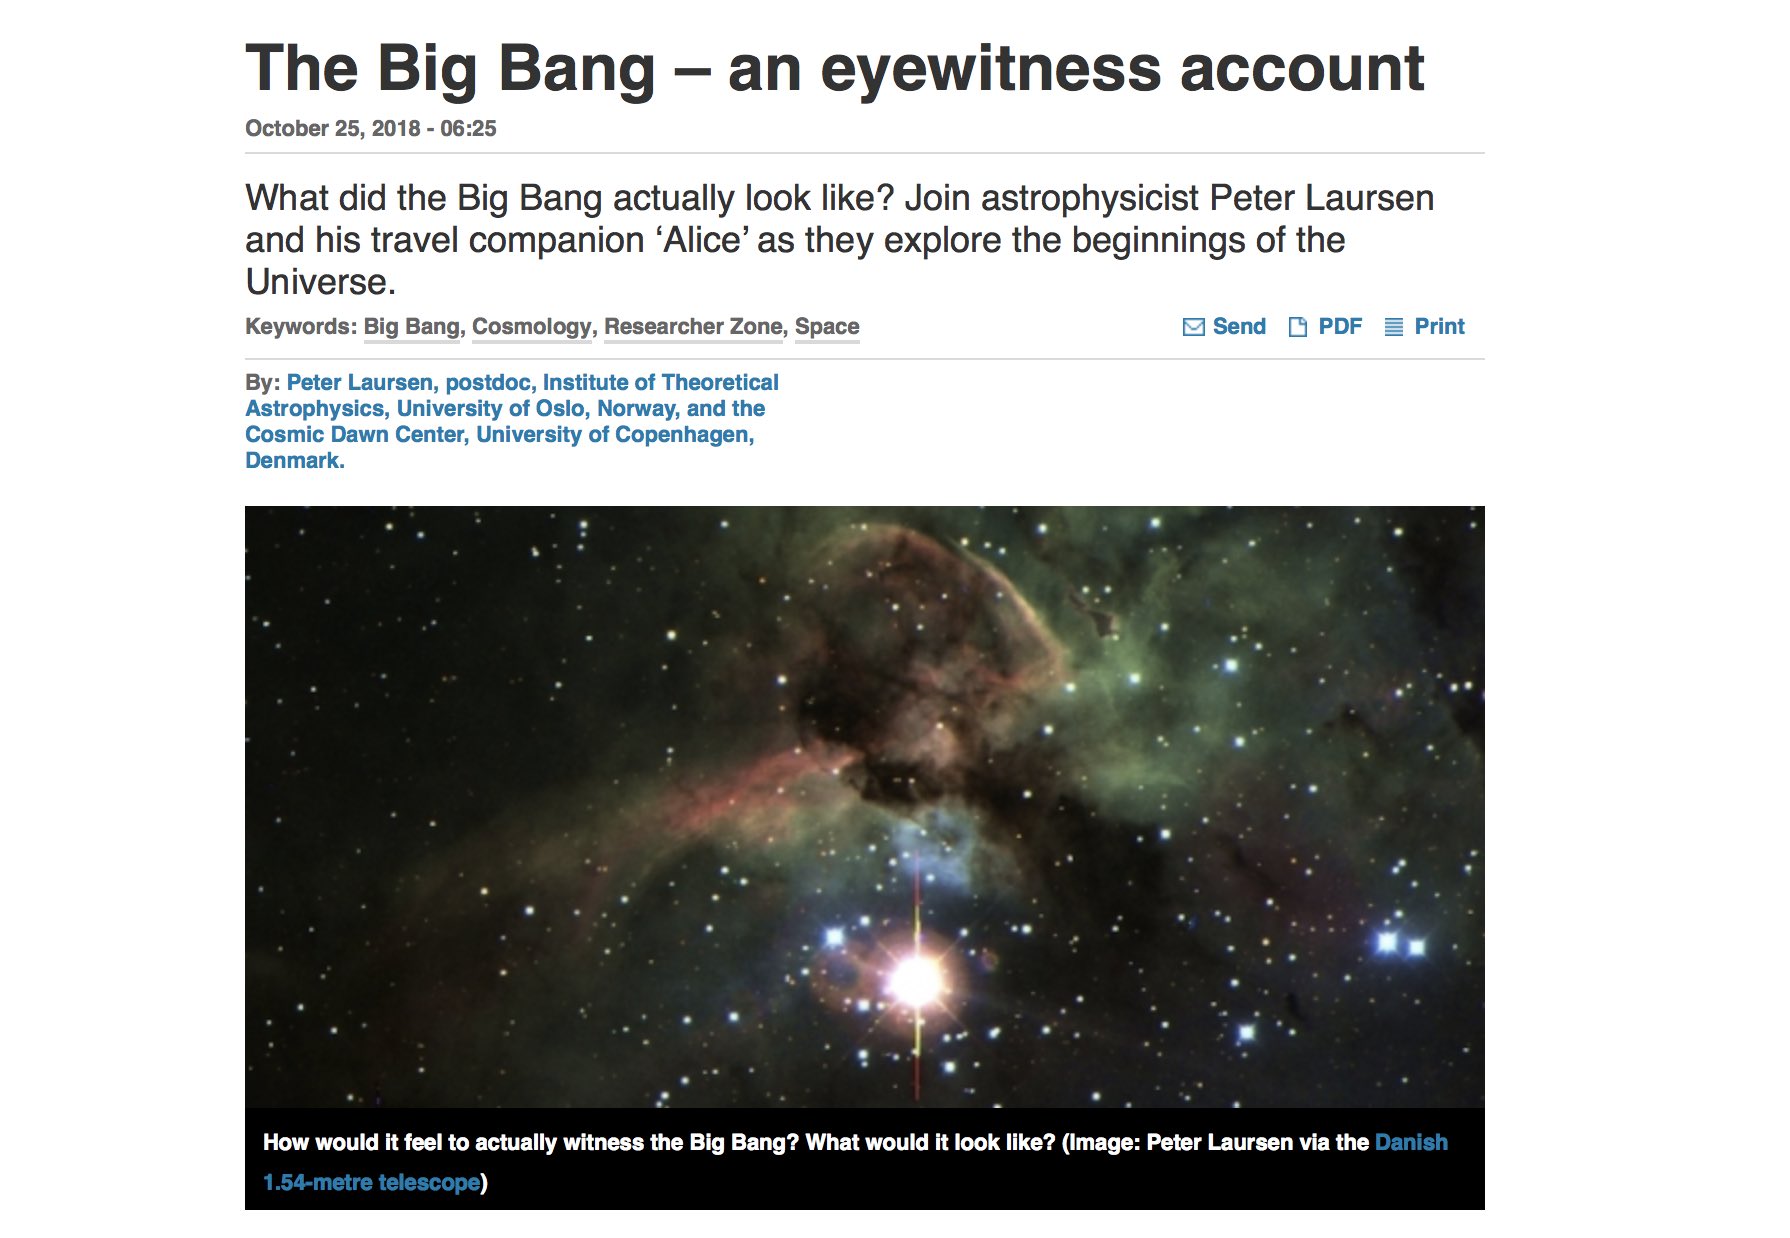 The Big Bang – an eyewitness account
October 25, 2018 - 06:25
What did the Big Bang actually look like? Join astrophysicist Peter Laursen
and his travel companion ‘Alice’ as they explore the beginnings of the
Universe.
Keywords: Big Bang, Cosmology, Researcher Zone, Space
Send PDF Print
By: Peter Laursen, postdoc, Institute of Theoretical
Astrophysics, University of Oslo, Norway, and the
Cosmic Dawn Center, University of Copenhagen,
Denmark.
How would it feel to actually witness the Big Bang? What would it look like? (Image: Peter Laursen via the Danish
1.54-metre telescope)